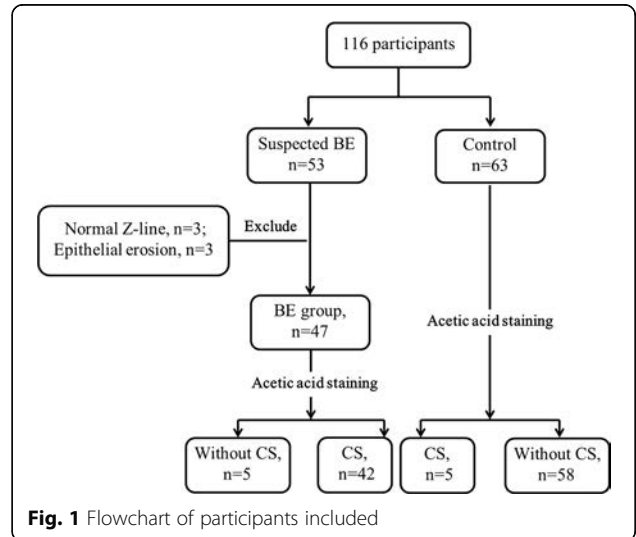 116 participants
Suspected BE
n=53
Control
n=63
Normal Z-line, n=3;
Epithelial erosion, n=3
Exclude
BE group,
n=47
Acetic acid staining
Acetic acid staining
Without CS,
n=5
CS,
n=42
CS,
n=5
Without CS,
n=58
Fig. 1 Flowchart of participants included